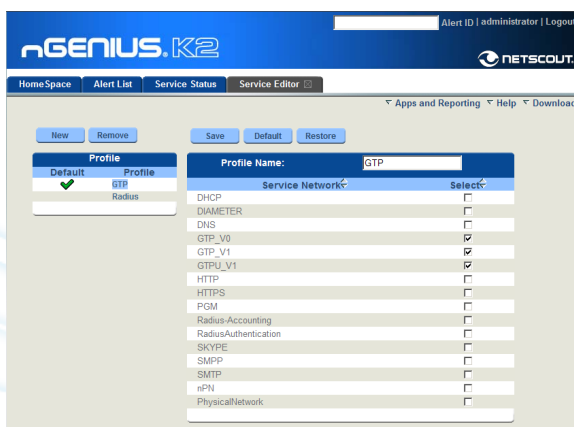 Alert ID | administrator | Logout
nGENIUS. K2
NETSCOUT.
HomeSpace Alert List Service Status Service Editor
Apps and Reporting Help Download
New Remove Save Default Restore
Profile
Default Profile
GTP
Radius
Profile Name: GTP
Service Network Select
DHCP
DIAMETER
DNS
GTP_V0
GTP_V1
GTPU_V1
HTTP
HTTPS
PGM
Radius-Accounting
RadiusAuthentication
SKYPE
SMPP
SMTP
nPN
PhysicalNetwork